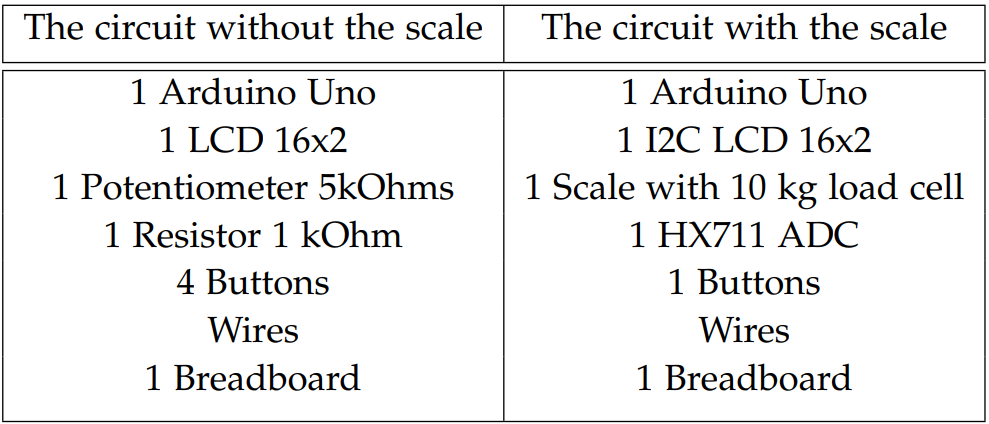 The circuit without the scale The circuit with the scale
1 Arduino Uno 1 Arduino Uno
1 LCD 16x2 1 I2C LCD 16x2
1 Potentiometer 5kOhms 1 Scale with 10 kg load cell
1 Resistor 1 kOhm 1 HX711 ADC
4 Buttons 1 Buttons
Wires Wires
1 Breadboard 1 Breadboard